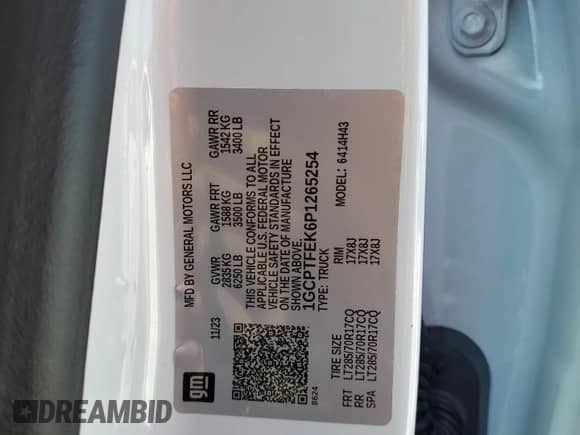 MFD BY GENERAL MOTORS LLC
11/23 GVWR GAWR FRT GAWR RR
2835 KG 1588 KG 1542 KG
6250 LB 3500 LB 3400 LB
THIS VEHICLE CONFORMS TO ALL
APPLICABLE U.S. FEDERAL MOTOR
VEHICLE SAFETY STANDARDS IN EFFECT
ON THE DATE OF MANUFACTURE
SHOWN ABOVE.
1GCPTFEK6P1265254
TYPE: TRUCK MODEL: 6414H43
gm
8624
TIRE SIZE RIM
FRT LT285/70R17CQ 17X8J
RR LT285/70R17CQ 17X8J
SPA LT285/70R17CQ 17X8J
DREAMBID